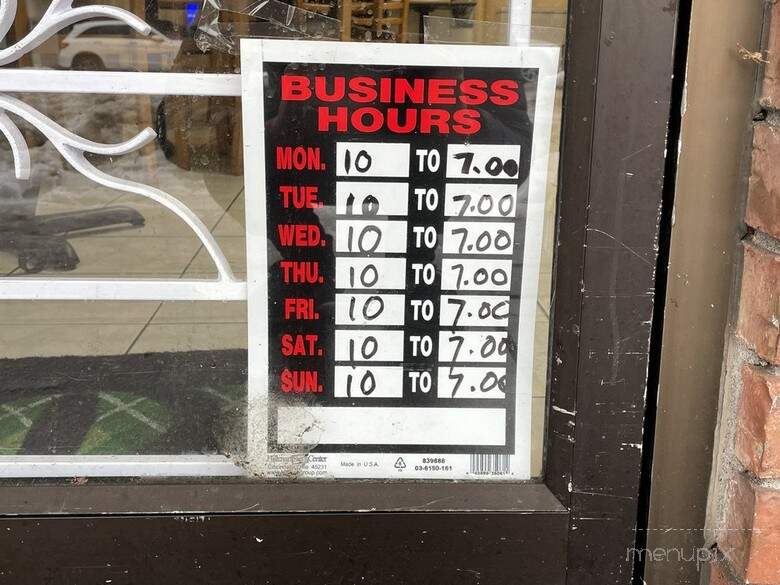 BUSINESS
HOURS
MON. 10 TO 7.00
TUE. 10 TO 7.00
WED. 10 TO 7.00
THU. 10 TO 7.00
FRI. 10 TO 7.00
SAT. 10 TO 7.00
SUN. 10 TO 7.00
Center
45231 Made in U.S.A. 839886
03-6150-161
menupix